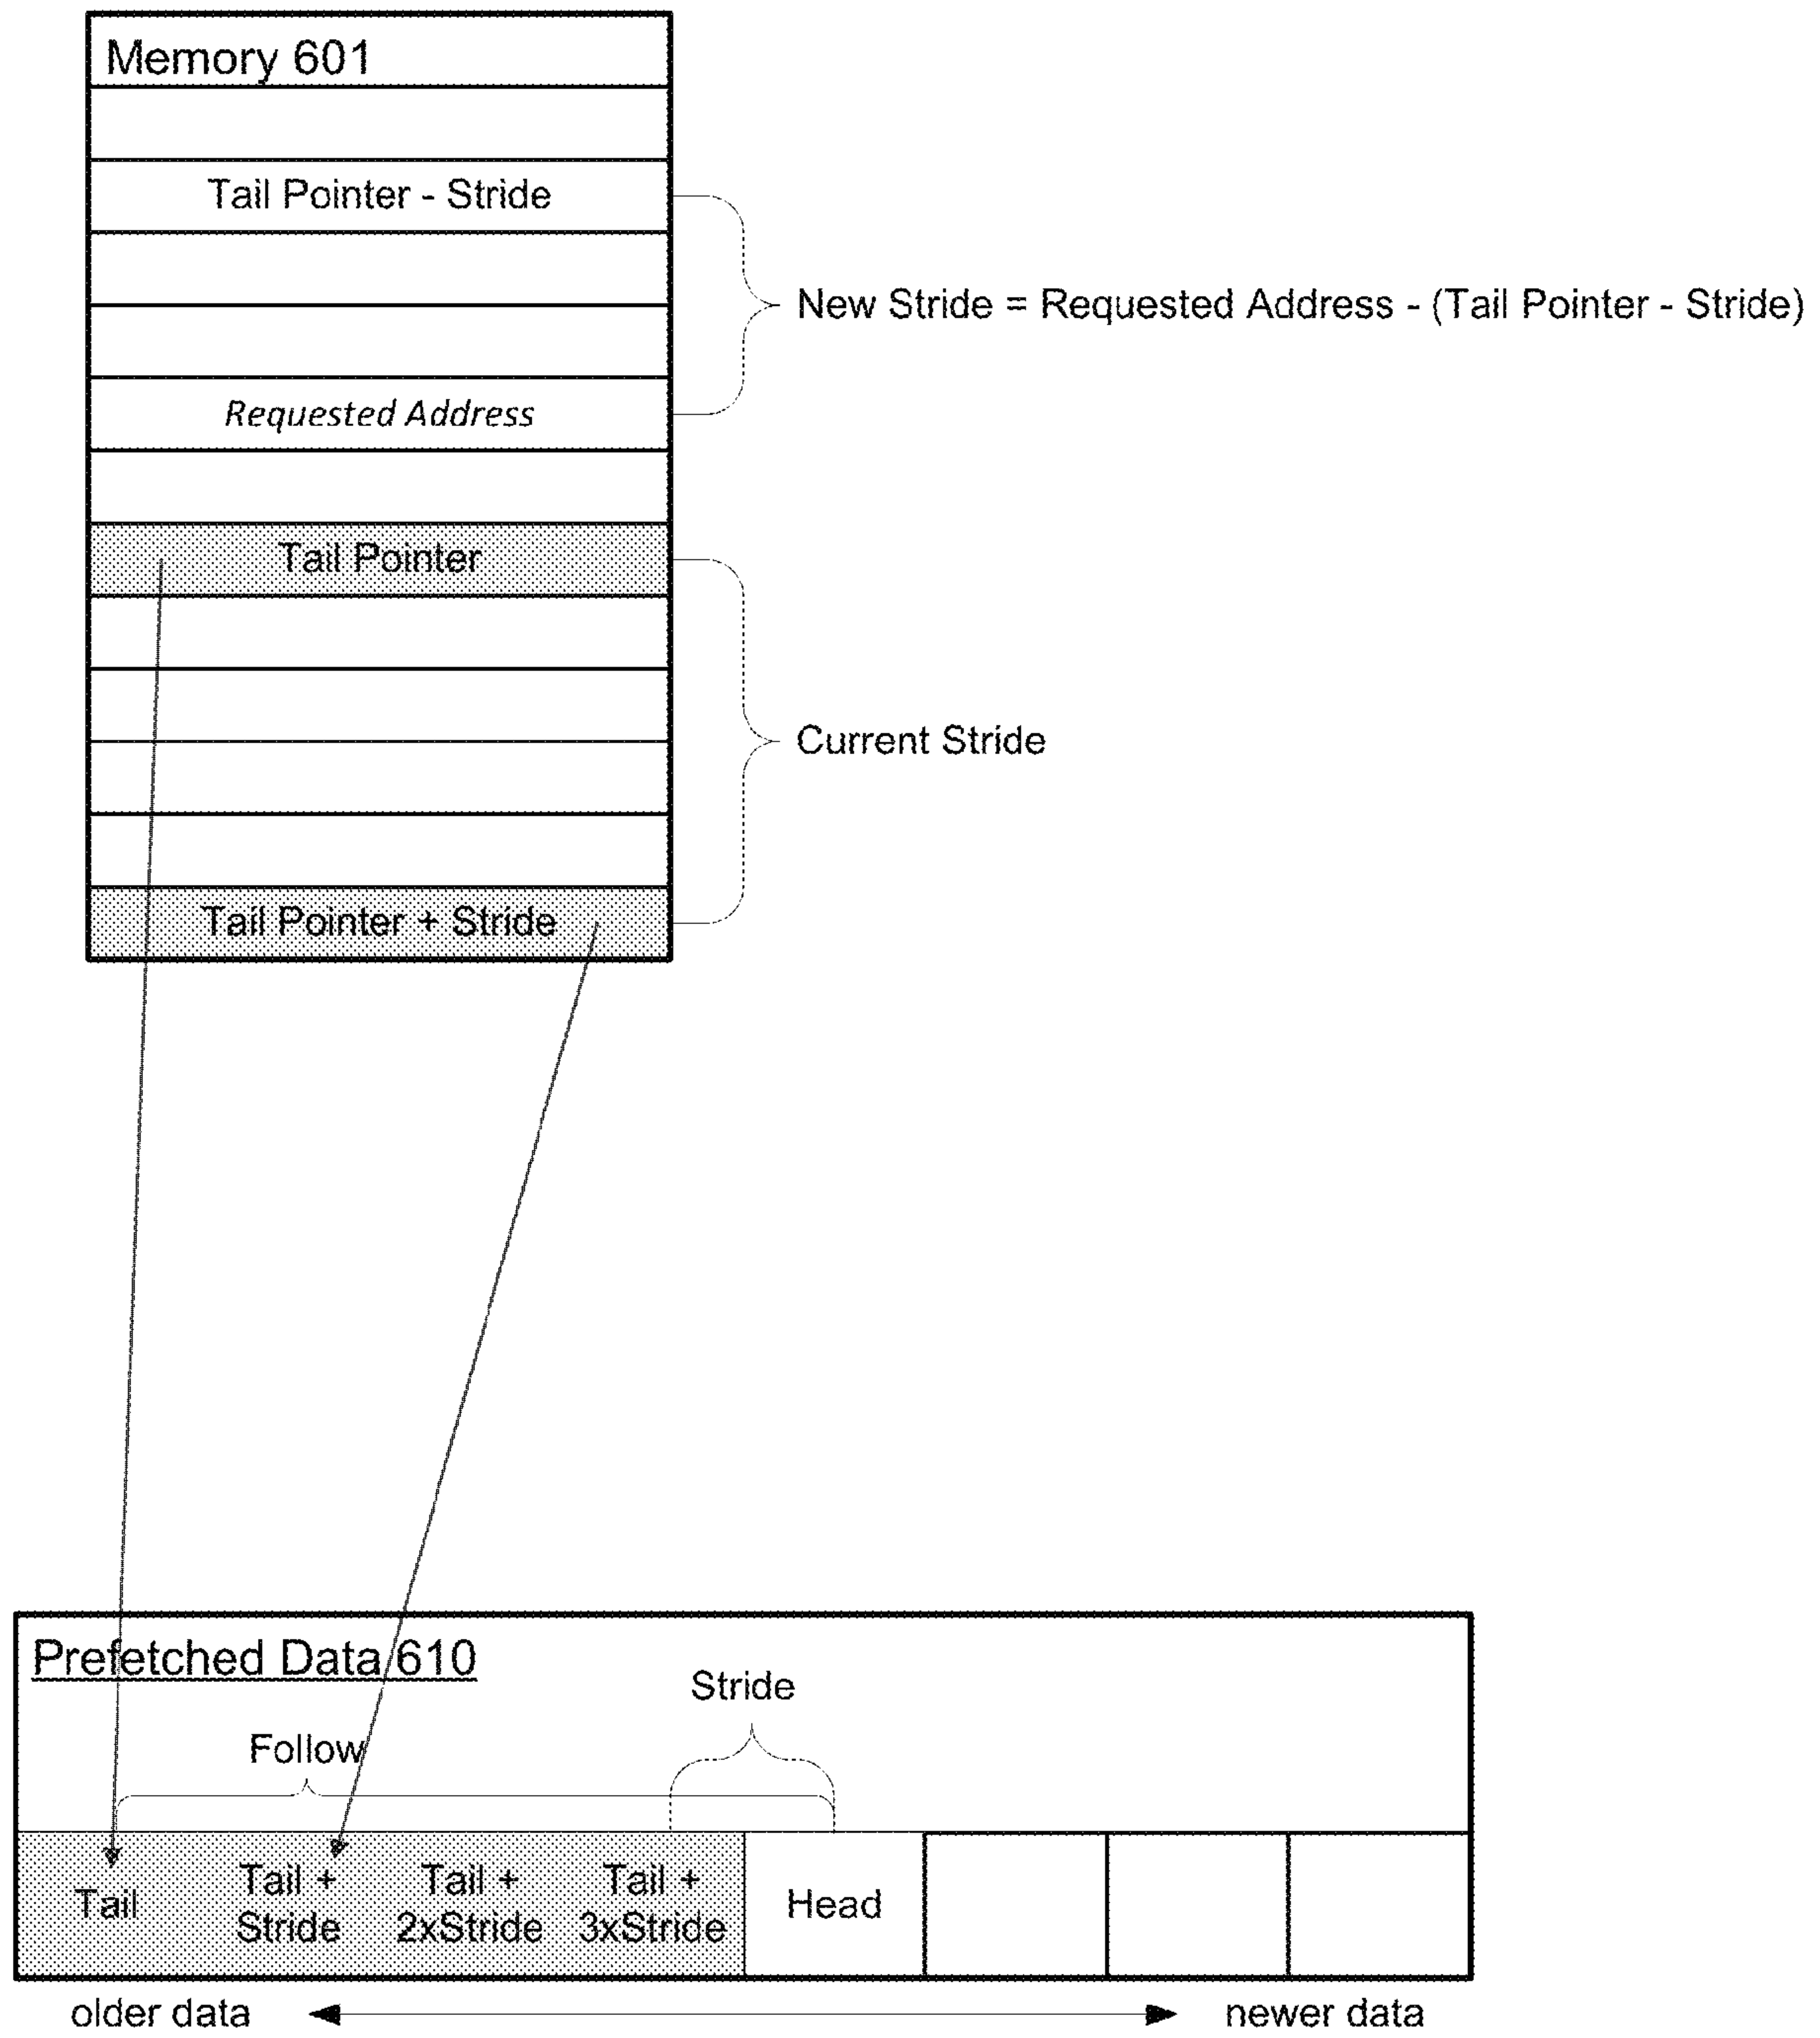 Memory 601
Tail Pointer - Stride
New Stride = Requested Address - (Tail Pointer - Stride)
Requested Address
Tail Pointer
Current Stride
Tail Pointer + Stride
Prefetched Data 610
Stride
Follow
Tail
Tail +
Stride
Tail +
2xStride
Tail +
3xStride
Head
older data
newer data